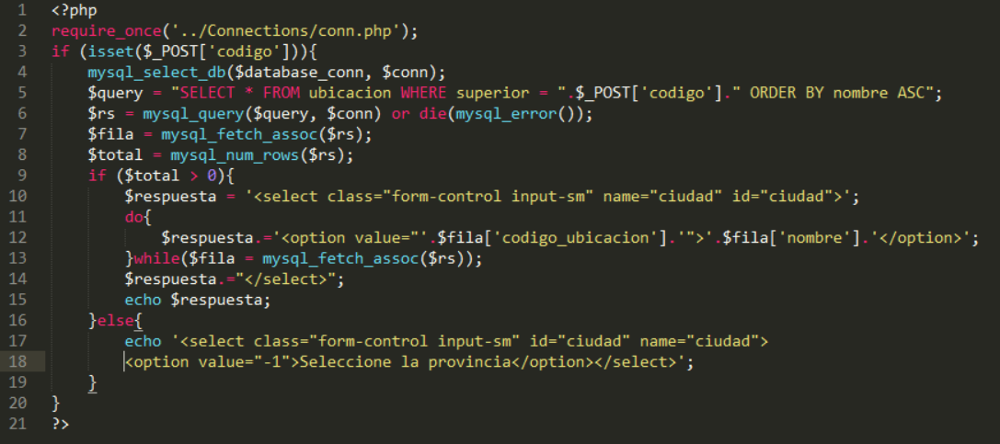 1 <?php
2 require_once('../Connections/conn.php');
3 if (isset($_POST['codigo'])){
4     mysql_select_db($database_conn, $conn);
5     $query = "SELECT * FROM ubicacion WHERE superior = ".$_POST['codigo']." ORDER BY nombre ASC";
6     $rs = mysql_query($query, $conn) or die(mysql_error());
7     $fila = mysql_fetch_assoc($rs);
8     $total = mysql_num_rows($rs);
9     if ($total > 0){
10         $respuesta = '<select class="form-control input-sm" name="ciudad" id="ciudad">';
11         do{
12             $respuesta.='<option value="'.$fila['codigo_ubicacion'].'">'.$fila['nombre'].'</option>';
13         }while($fila = mysql_fetch_assoc($rs));
14         $respuesta.="</select>";
15         echo $respuesta;
16     }else{
17         echo '<select class="form-control input-sm" id="ciudad" name="ciudad">
18         <option value="-1">Seleccione la provincia</option></select>';
19     }
20 }
21 ?>